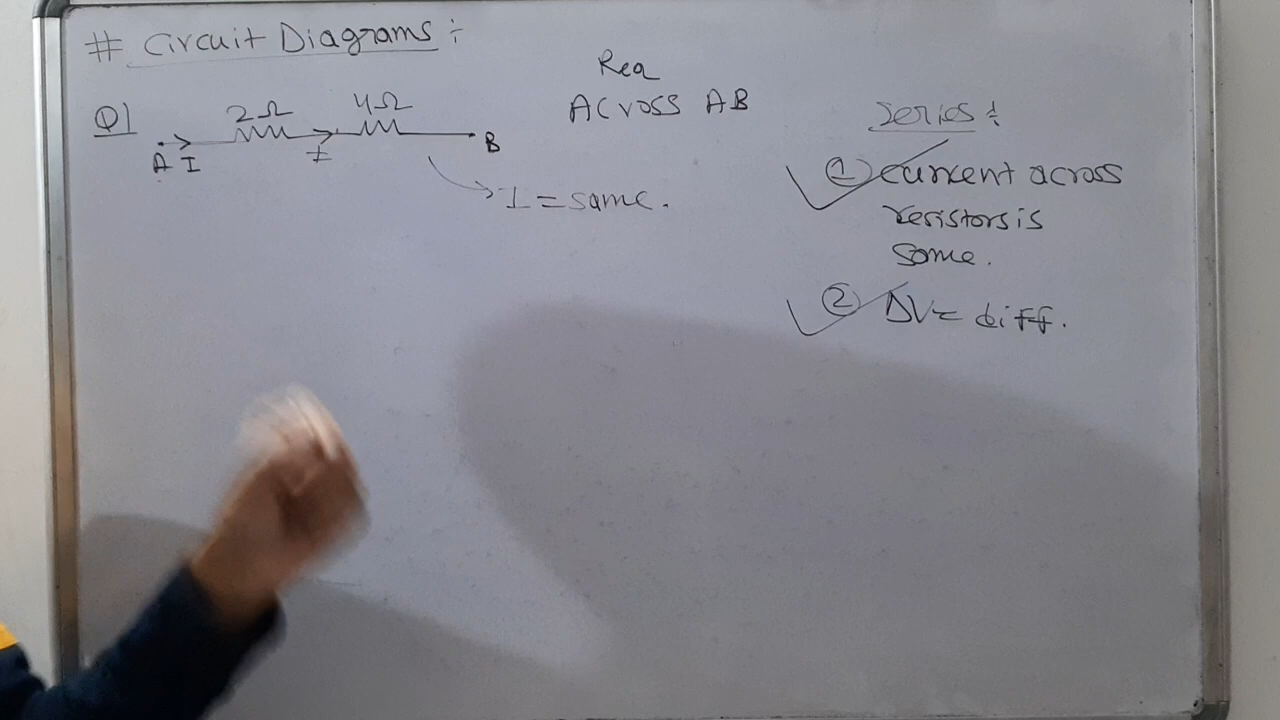 # Circuit Diagrams :
Req
Across AB
Q1
2Ω 4Ω
A I I B
I = same.
Series :
① current across
resistors is
same.
② ΔV = diff.